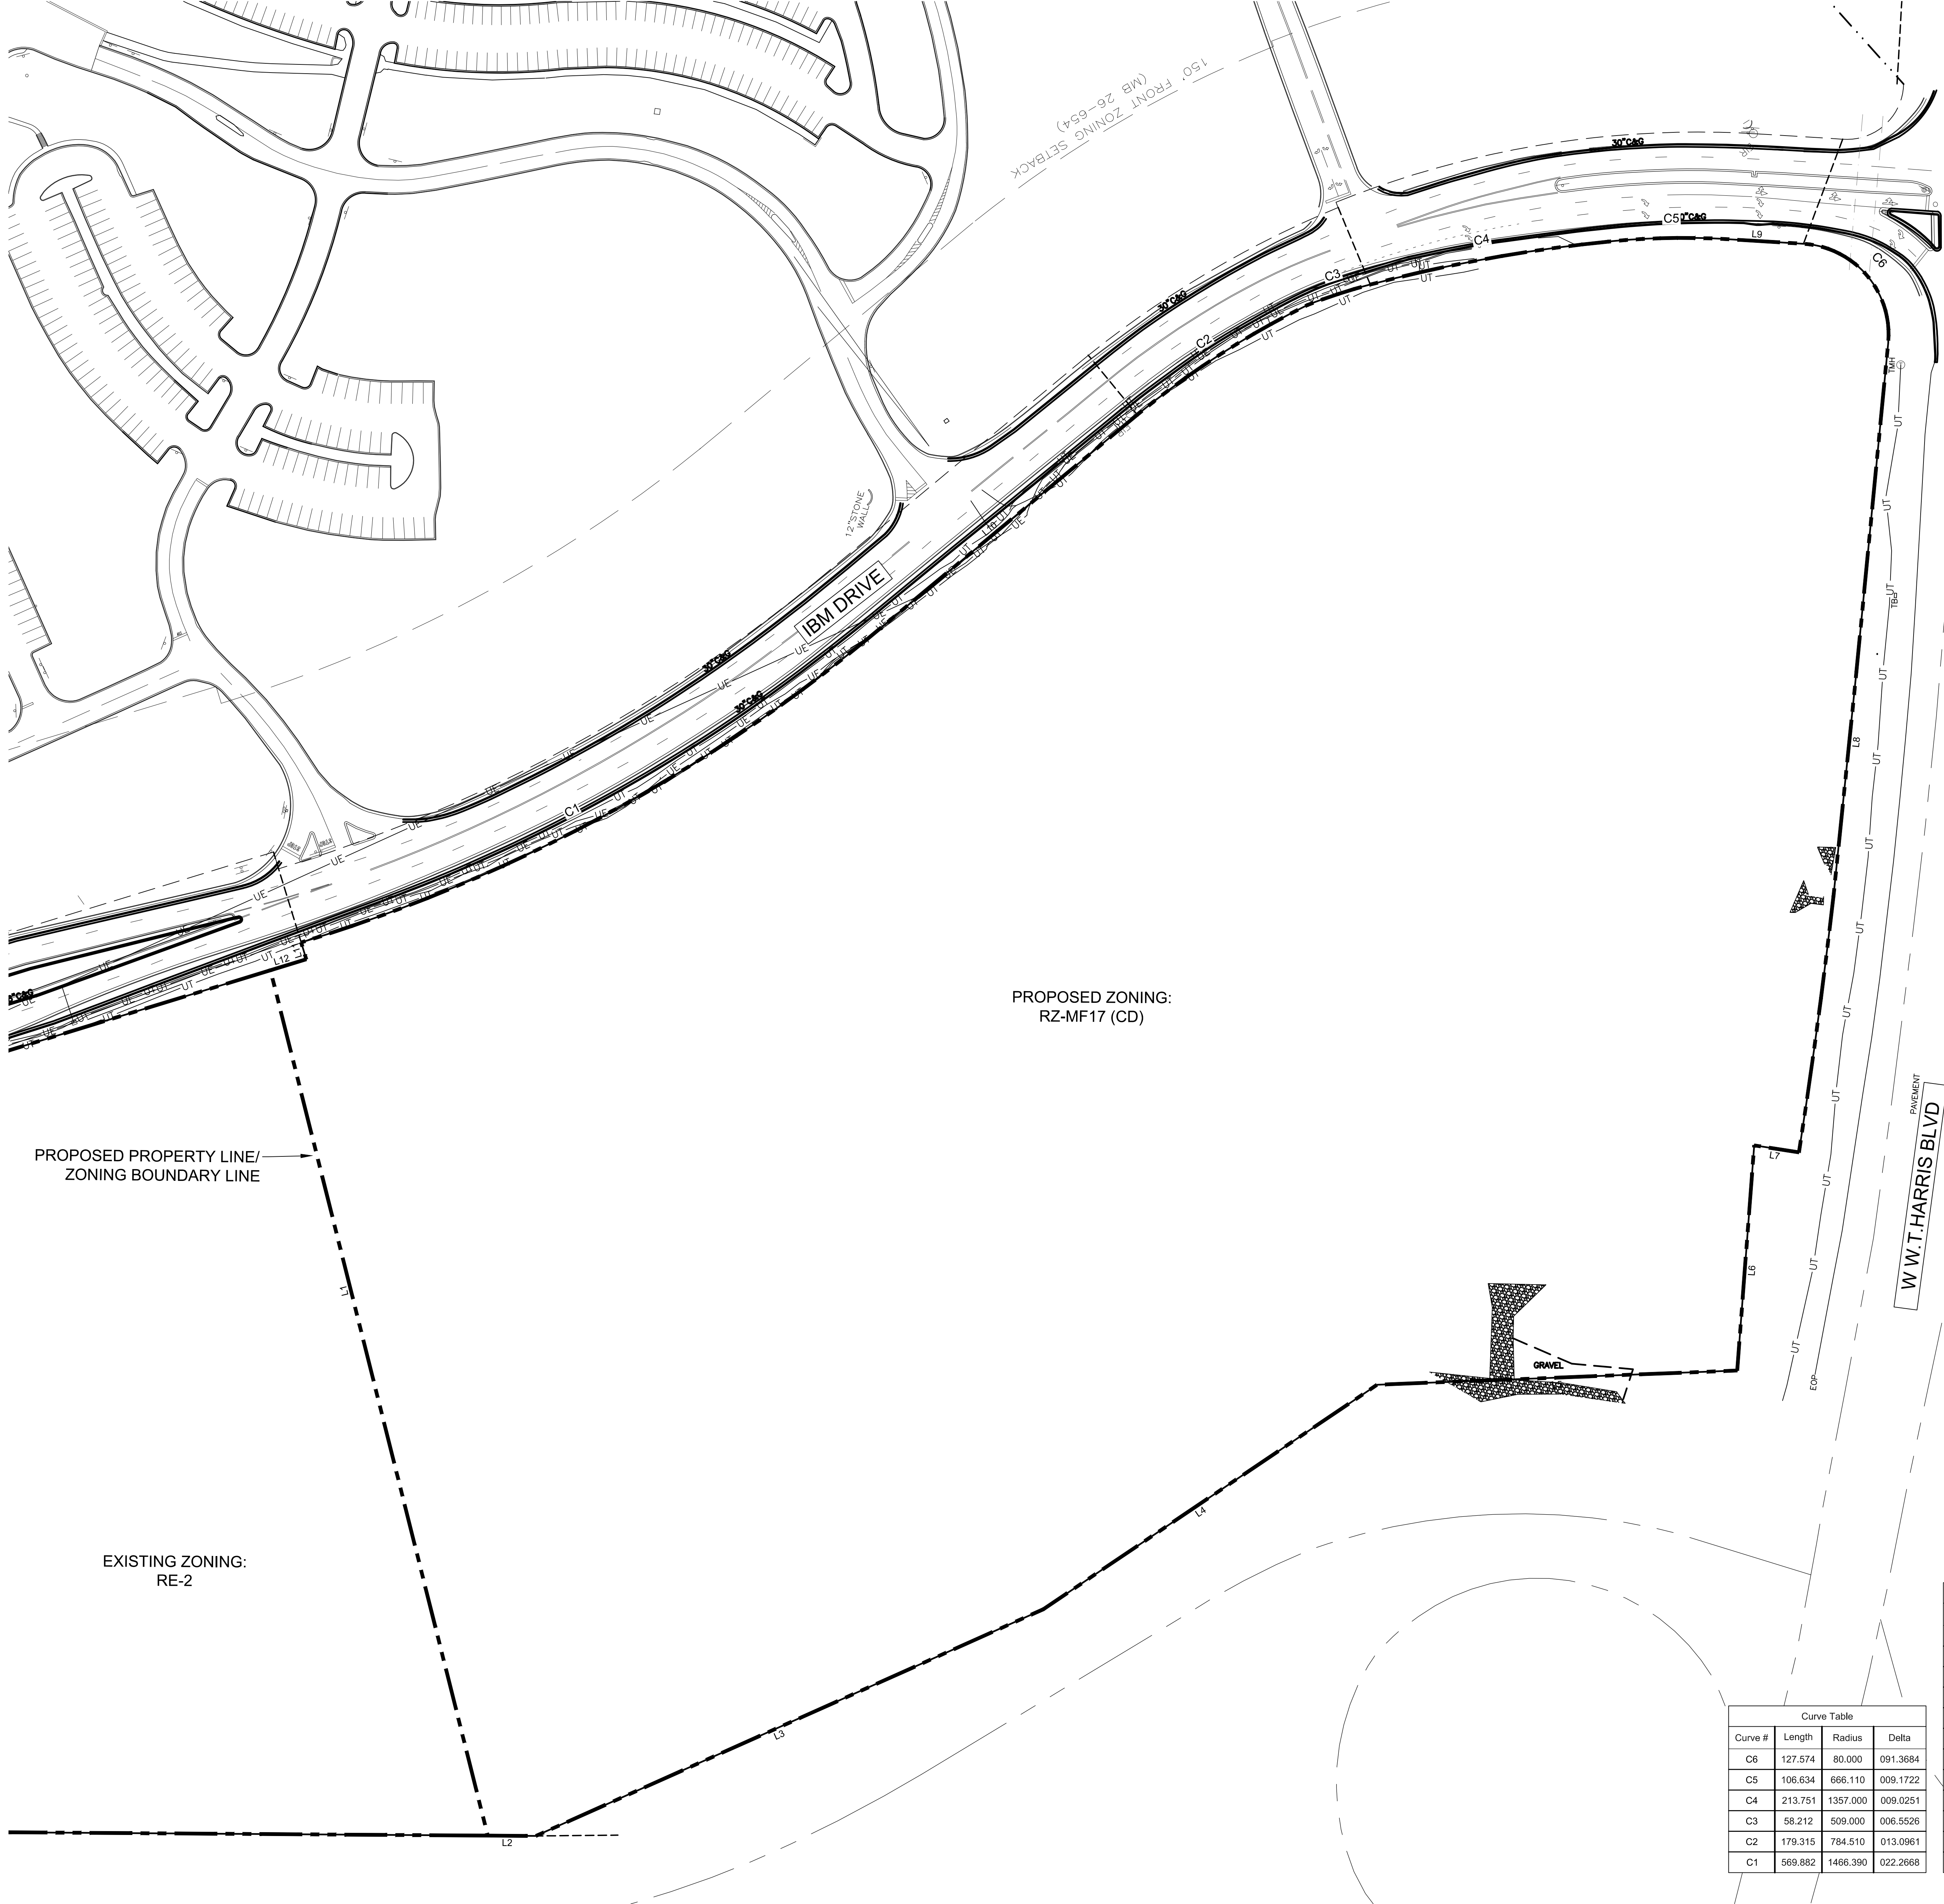 150' FRONT ZONING SETBACK
(MB 26-654)
30"C&G
C5
C4
L9
C6
C3
30"C&G
C2
TMH
12"STONE
WALL
L10
IBM DRIVE
TBP
30"C&G
30"C&G
L8
C1
L12
PROPOSED ZONING:
RZ-MF17 (CD)
PAVEMENT
W W.T.HARRIS BLVD
PROPOSED PROPERTY LINE/
ZONING BOUNDARY LINE
L7
L6
L1
GRAVEL
EOP
L4
EXISTING ZONING:
RE-2
L3
L2
Curve Table
Curve # Length Radius Delta
C6 127.574 80.000 091.3684
C5 106.634 666.110 009.1722
C4 213.751 1357.000 009.0251
C3 58.212 509.000 006.5526
C2 179.315 784.510 013.0961
C1 569.882 1466.390 022.2668